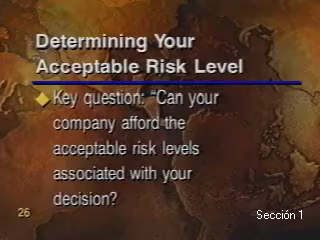 Determining Your
Acceptable Risk Level
Key question: "Can your
company afford the
acceptable risk levels
associated with your
decision?
26
Sección 1